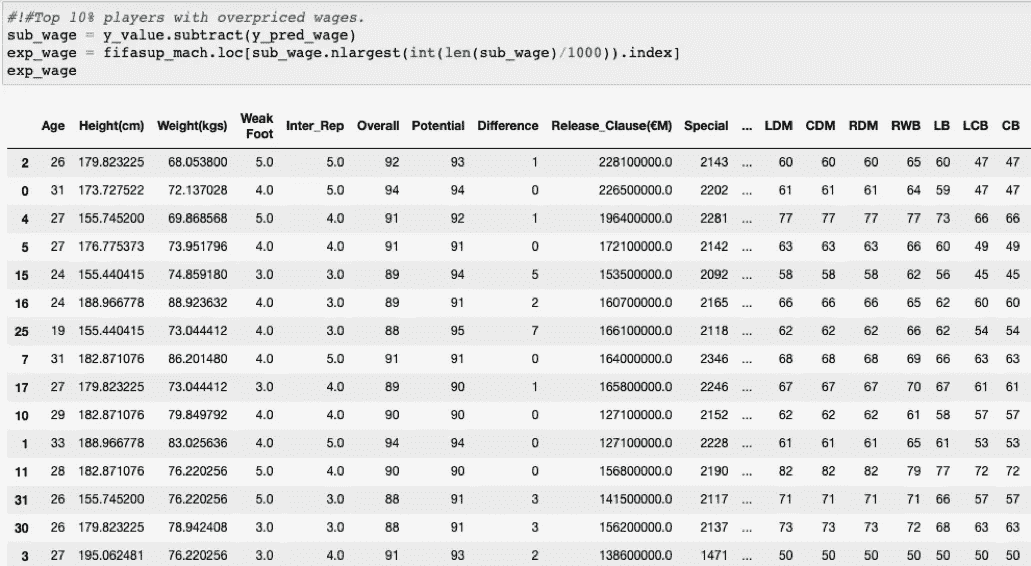 #!#Top 10% players with overpriced wages.
sub_wage = y_value.subtract(y_pred_wage)
exp_wage = fifasup_mach.loc[sub_wage.nlargest(int(len(sub_wage)/1000)).index]
exp_wage
Age Height(cm) Weight(kgs) Weak Foot Inter_Rep Overall Potential Difference Release_Clause(€M) Special ... LDM CDM RDM RWB LB LCB CB
2 26 179.823225 68.053800 5.0 5.0 92 93 1 228100000.0 2143 ... 60 60 60 65 60 47 47
0 31 173.727522 72.137028 4.0 5.0 94 94 0 226500000.0 2202 ... 61 61 61 64 59 47 47
4 27 155.745200 69.868568 5.0 4.0 91 92 1 196400000.0 2281 ... 77 77 77 77 73 66 66
5 27 176.775373 73.951796 4.0 4.0 91 91 0 172100000.0 2142 ... 63 63 63 66 60 49 49
15 24 155.440415 74.859180 3.0 3.0 89 94 5 153500000.0 2092 ... 58 58 58 62 56 45 45
16 24 188.966778 88.923632 4.0 3.0 89 91 2 160700000.0 2165 ... 66 66 66 65 62 60 60
25 19 155.440415 73.044412 4.0 3.0 88 95 7 166100000.0 2118 ... 62 62 62 66 62 54 54
7 31 182.871076 86.201480 4.0 5.0 91 91 0 164000000.0 2346 ... 68 68 68 69 66 63 63
17 27 179.823225 73.044412 3.0 4.0 89 90 1 165800000.0 2246 ... 67 67 67 70 67 61 61
10 29 182.871076 79.849792 4.0 4.0 90 90 0 127100000.0 2152 ... 62 62 62 61 58 57 57
1 33 188.966778 83.025636 4.0 5.0 94 94 0 127100000.0 2228 ... 61 61 61 65 61 53 53
11 28 182.871076 76.220256 5.0 4.0 90 90 0 156800000.0 2190 ... 82 82 82 79 77 72 72
31 26 155.745200 76.220256 5.0 3.0 88 91 3 141500000.0 2117 ... 71 71 71 71 66 57 57
30 26 179.823225 78.942408 3.0 3.0 88 91 3 156200000.0 2137 ... 73 73 73 72 68 63 63
3 27 195.062481 76.220256 3.0 4.0 91 93 2 138600000.0 1471 ... 50 50 50 50 50 50 50